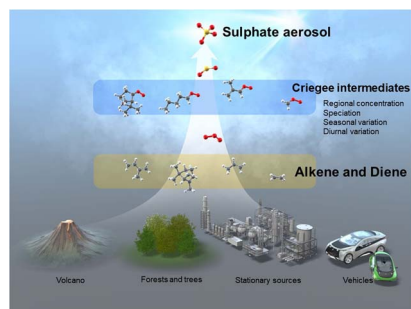 Sulphate aerosol
Criegee intermediates
Regional concentration
Speciation
Seasonal variation
Diurnal variation
Alkene and Diene
Volcano
Forests and trees
Stationary sources
Vehicles